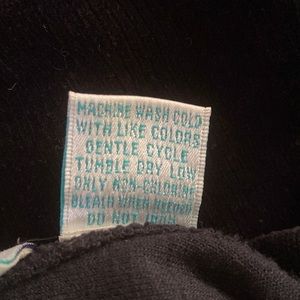 MACHINE WASH COLD
WITH LIKE COLORS
GENTLE CYCLE
TUMBLE DRY LOW
ONLY NON-CHLORINE
BLEACH WHEN NEEDED
DO NOT IRON